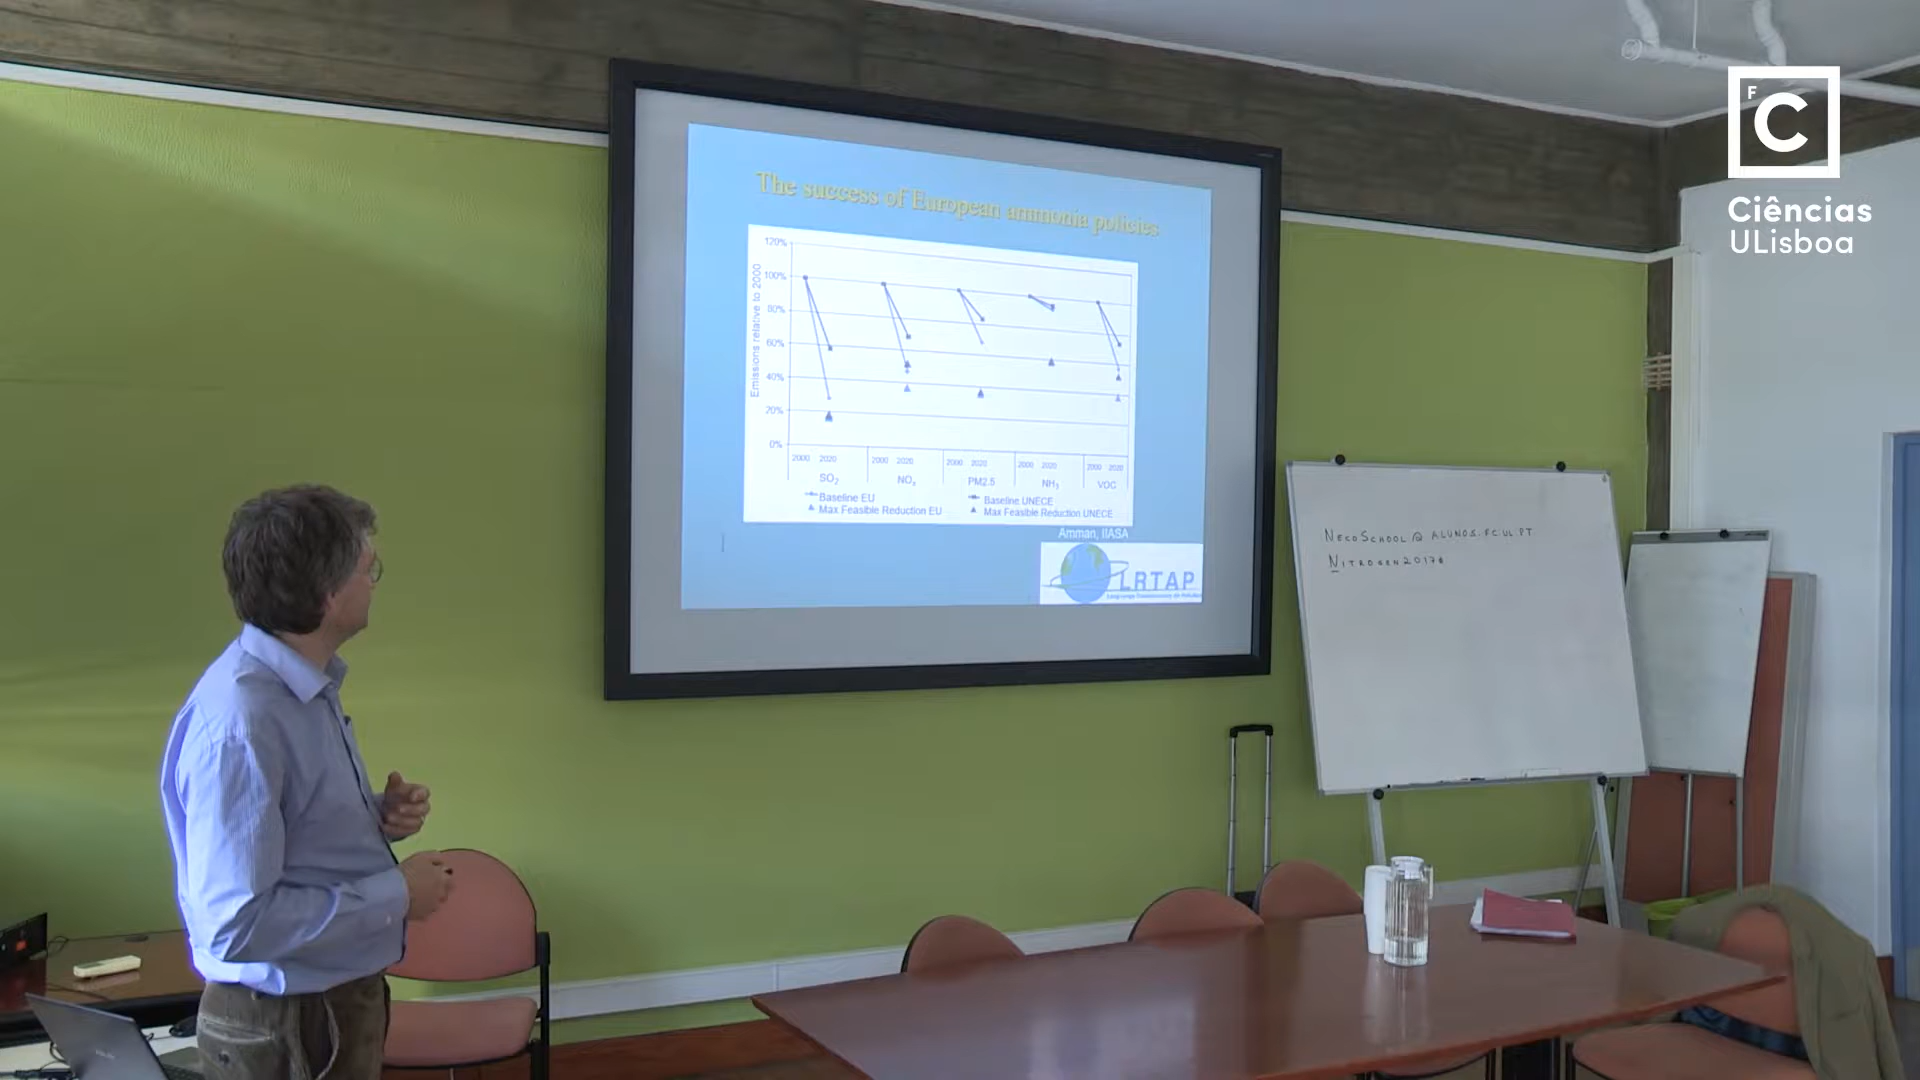 F
C
Ciências
ULisboa
The success of European ammonia policies
Emissions relative to 2000
120%
100%
80%
60%
40%
20%
0%
2000 2020 2000 2020 2000 2020 2000 2020 2000 2020
SO2 NOx PM2.5 NH3 VOC
Baseline EU Baseline UNECE
Max Feasible Reduction EU Max Feasible Reduction UNECE
Amman, IIASA
LRTAP
NECOSCHOOL@ALUNOS.FC.UL.PT